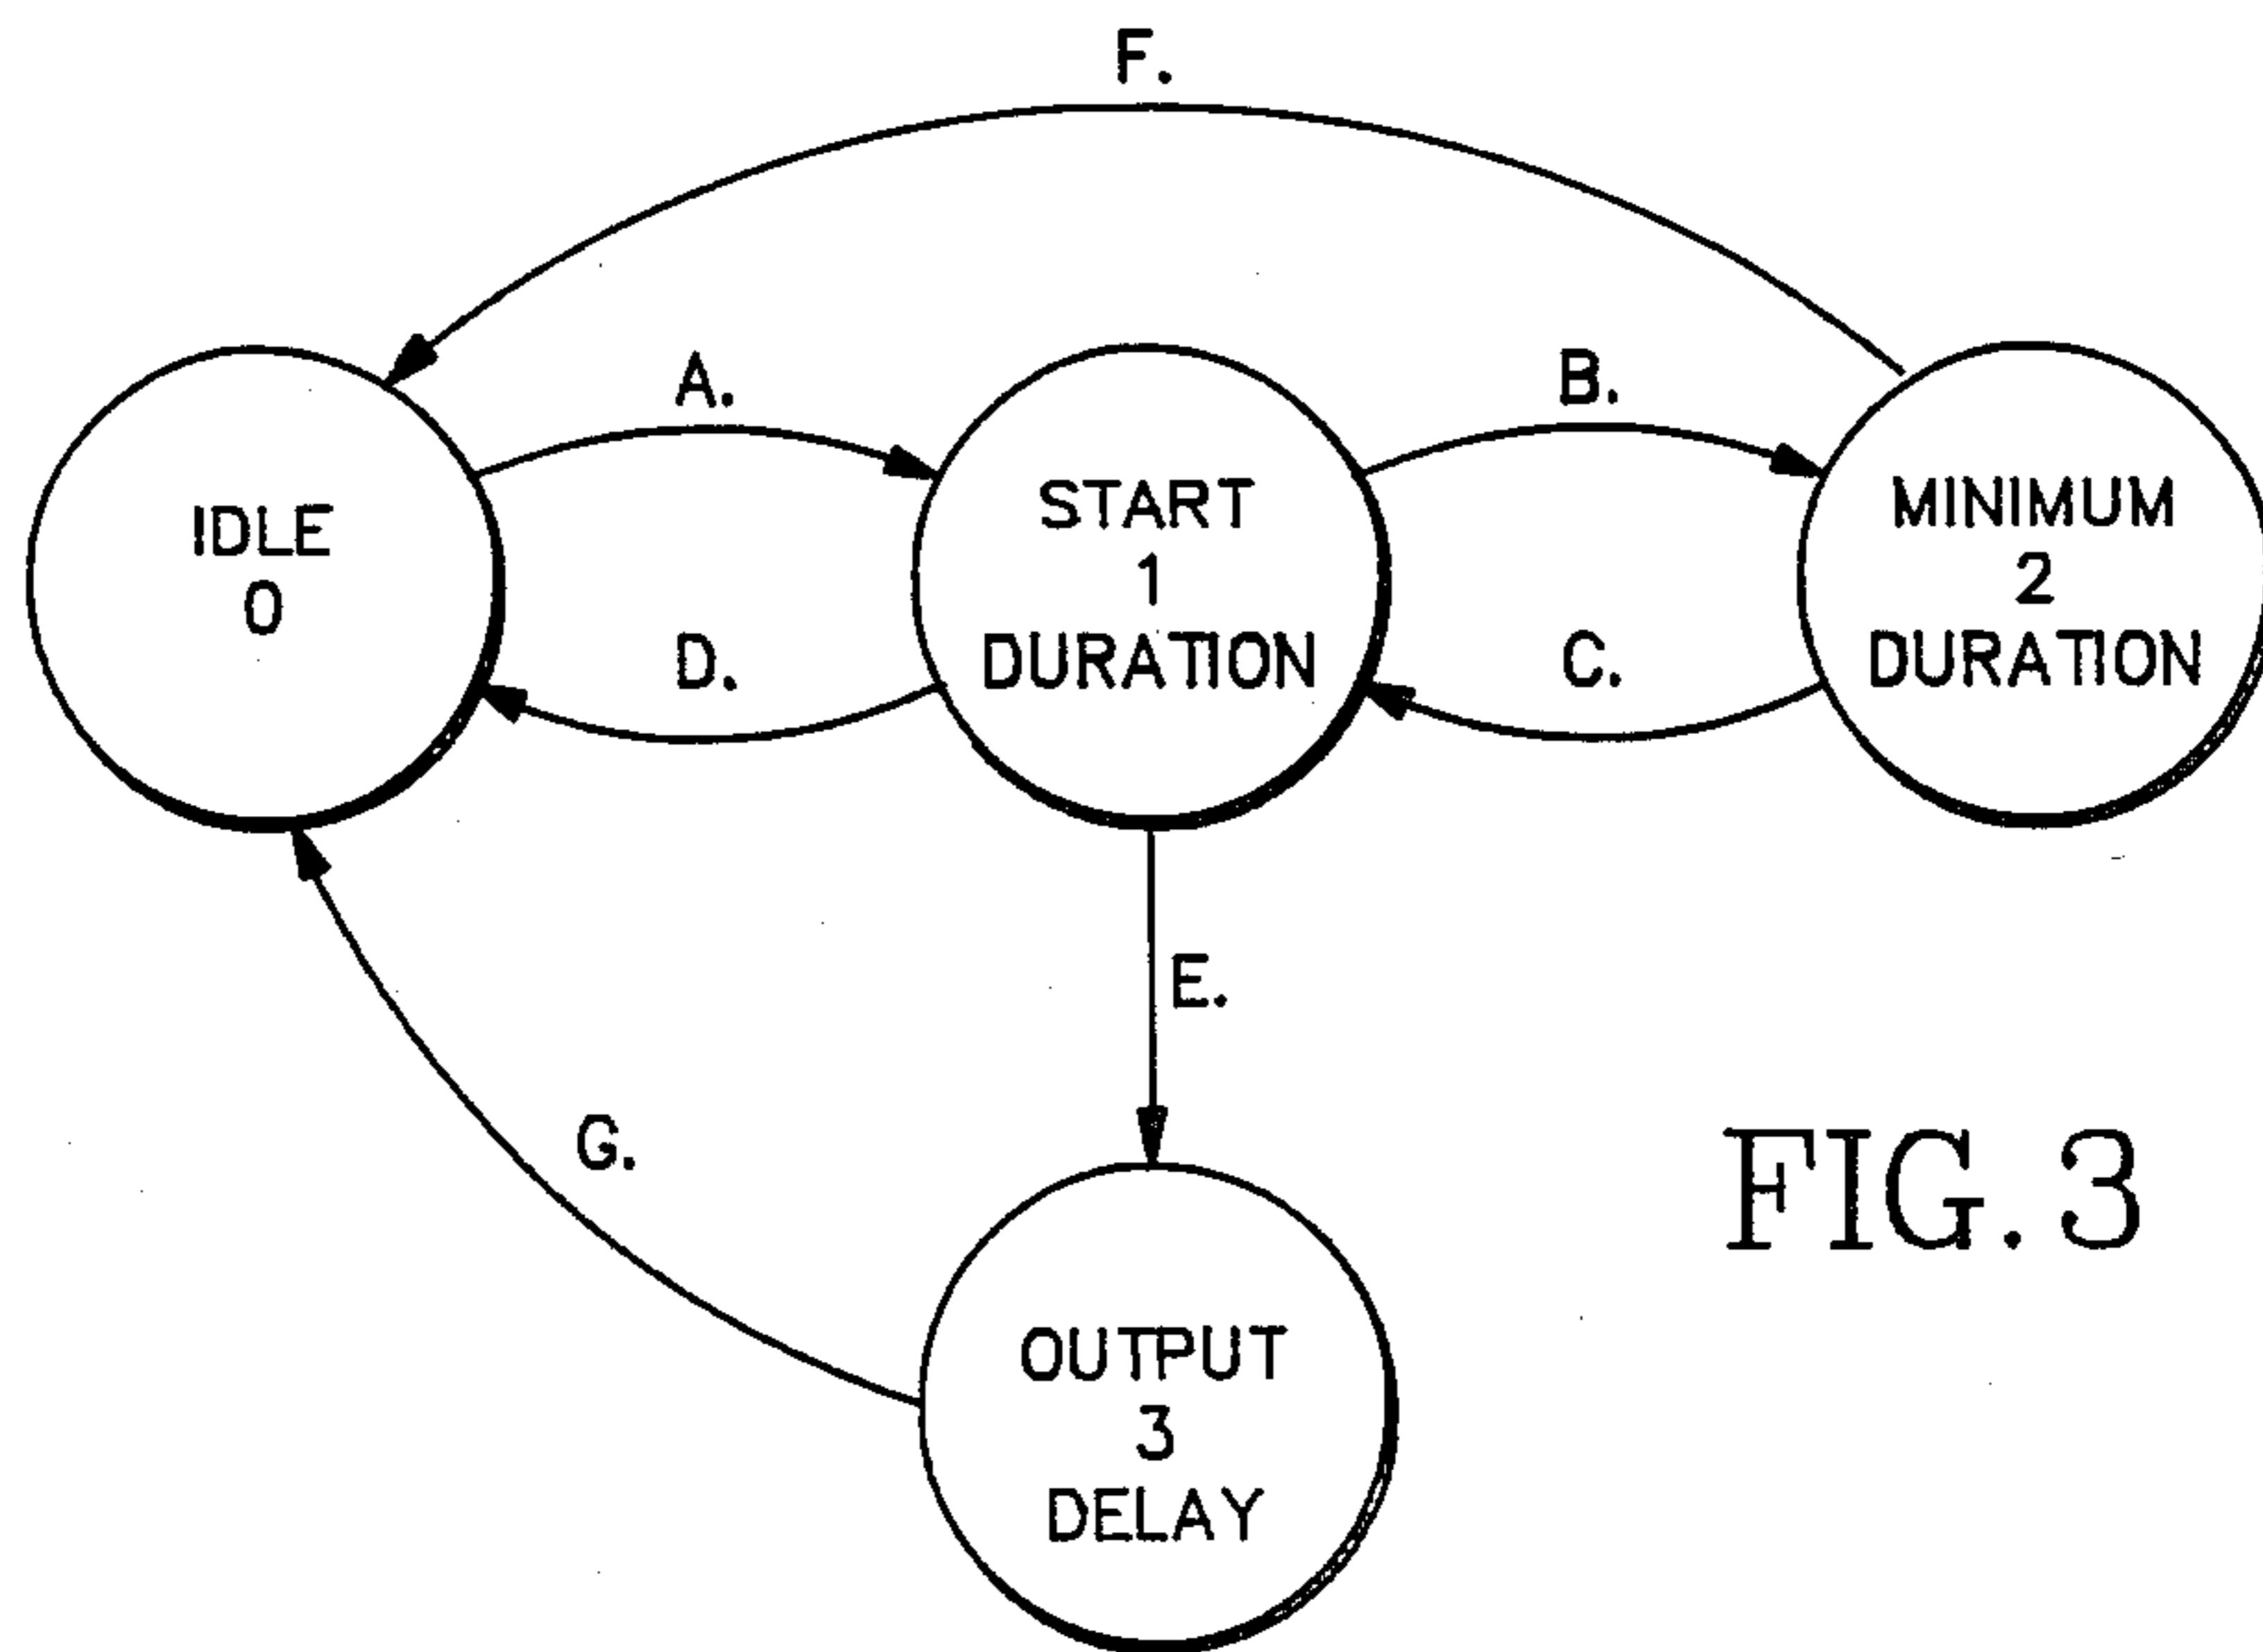 F.
A.
B.
IDLE
0
START
1
DURATION
MINIMUM
2
DURATION
D.
C.
E.
G.
FIG. 3
OUTPUT
3
DELAY